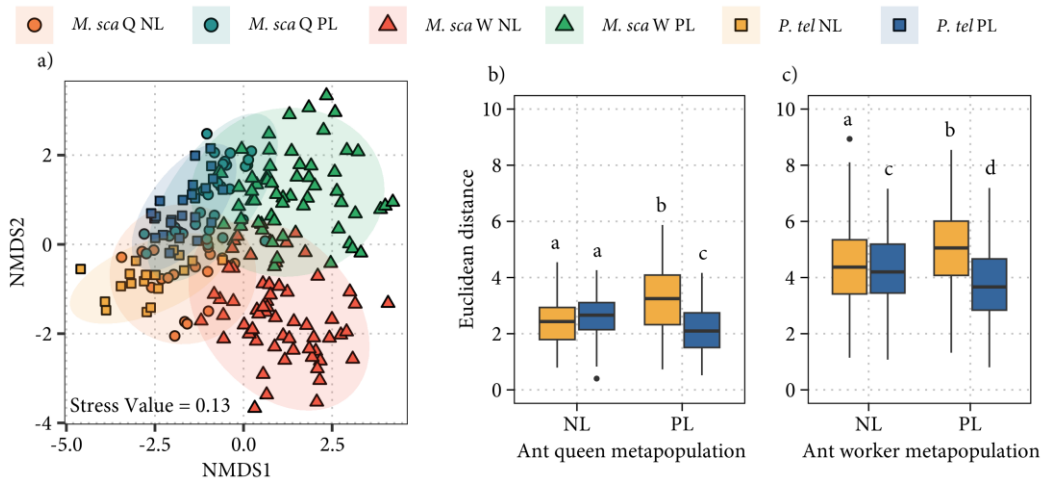 M. sca Q NL M. sca Q PL M. sca W NL M. sca W PL P. tel NL P. tel PL
a)
NMDS2
2
0
-2
-4
Stress Value = 0.13
-5.0 -2.5 0.0 2.5
NMDS1
b)
Euclidean distance
10
8
6
4
2
0
a a b c
NL PL
Ant queen metapopulation
c)
10
8
6
4
2
0
a c b d
NL PL
Ant worker metapopulation